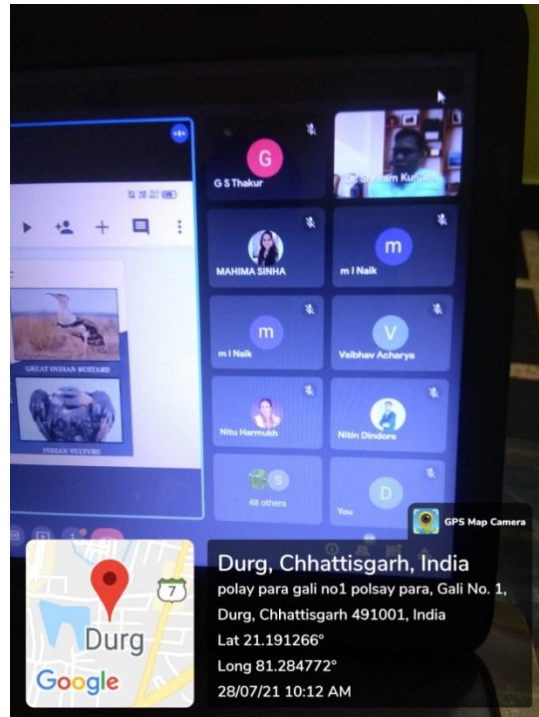 G
G S Thakur
MAHIMA SINHA
m
m l Naik
m
m l Naik
V
Vaibhav Acharya
Nitu Harmukh
Nitin Dindore
S
48 others
D
You
GREAT INDIAN BUSTARD
INDIAN VULTURE
GPS Map Camera
7
Durg
Google
Durg, Chhattisgarh, India
polay para gali no1 polsay para, Gali No. 1,
Durg, Chhattisgarh 491001, India
Lat 21.191266°
Long 81.284772°
28/07/21 10:12 AM